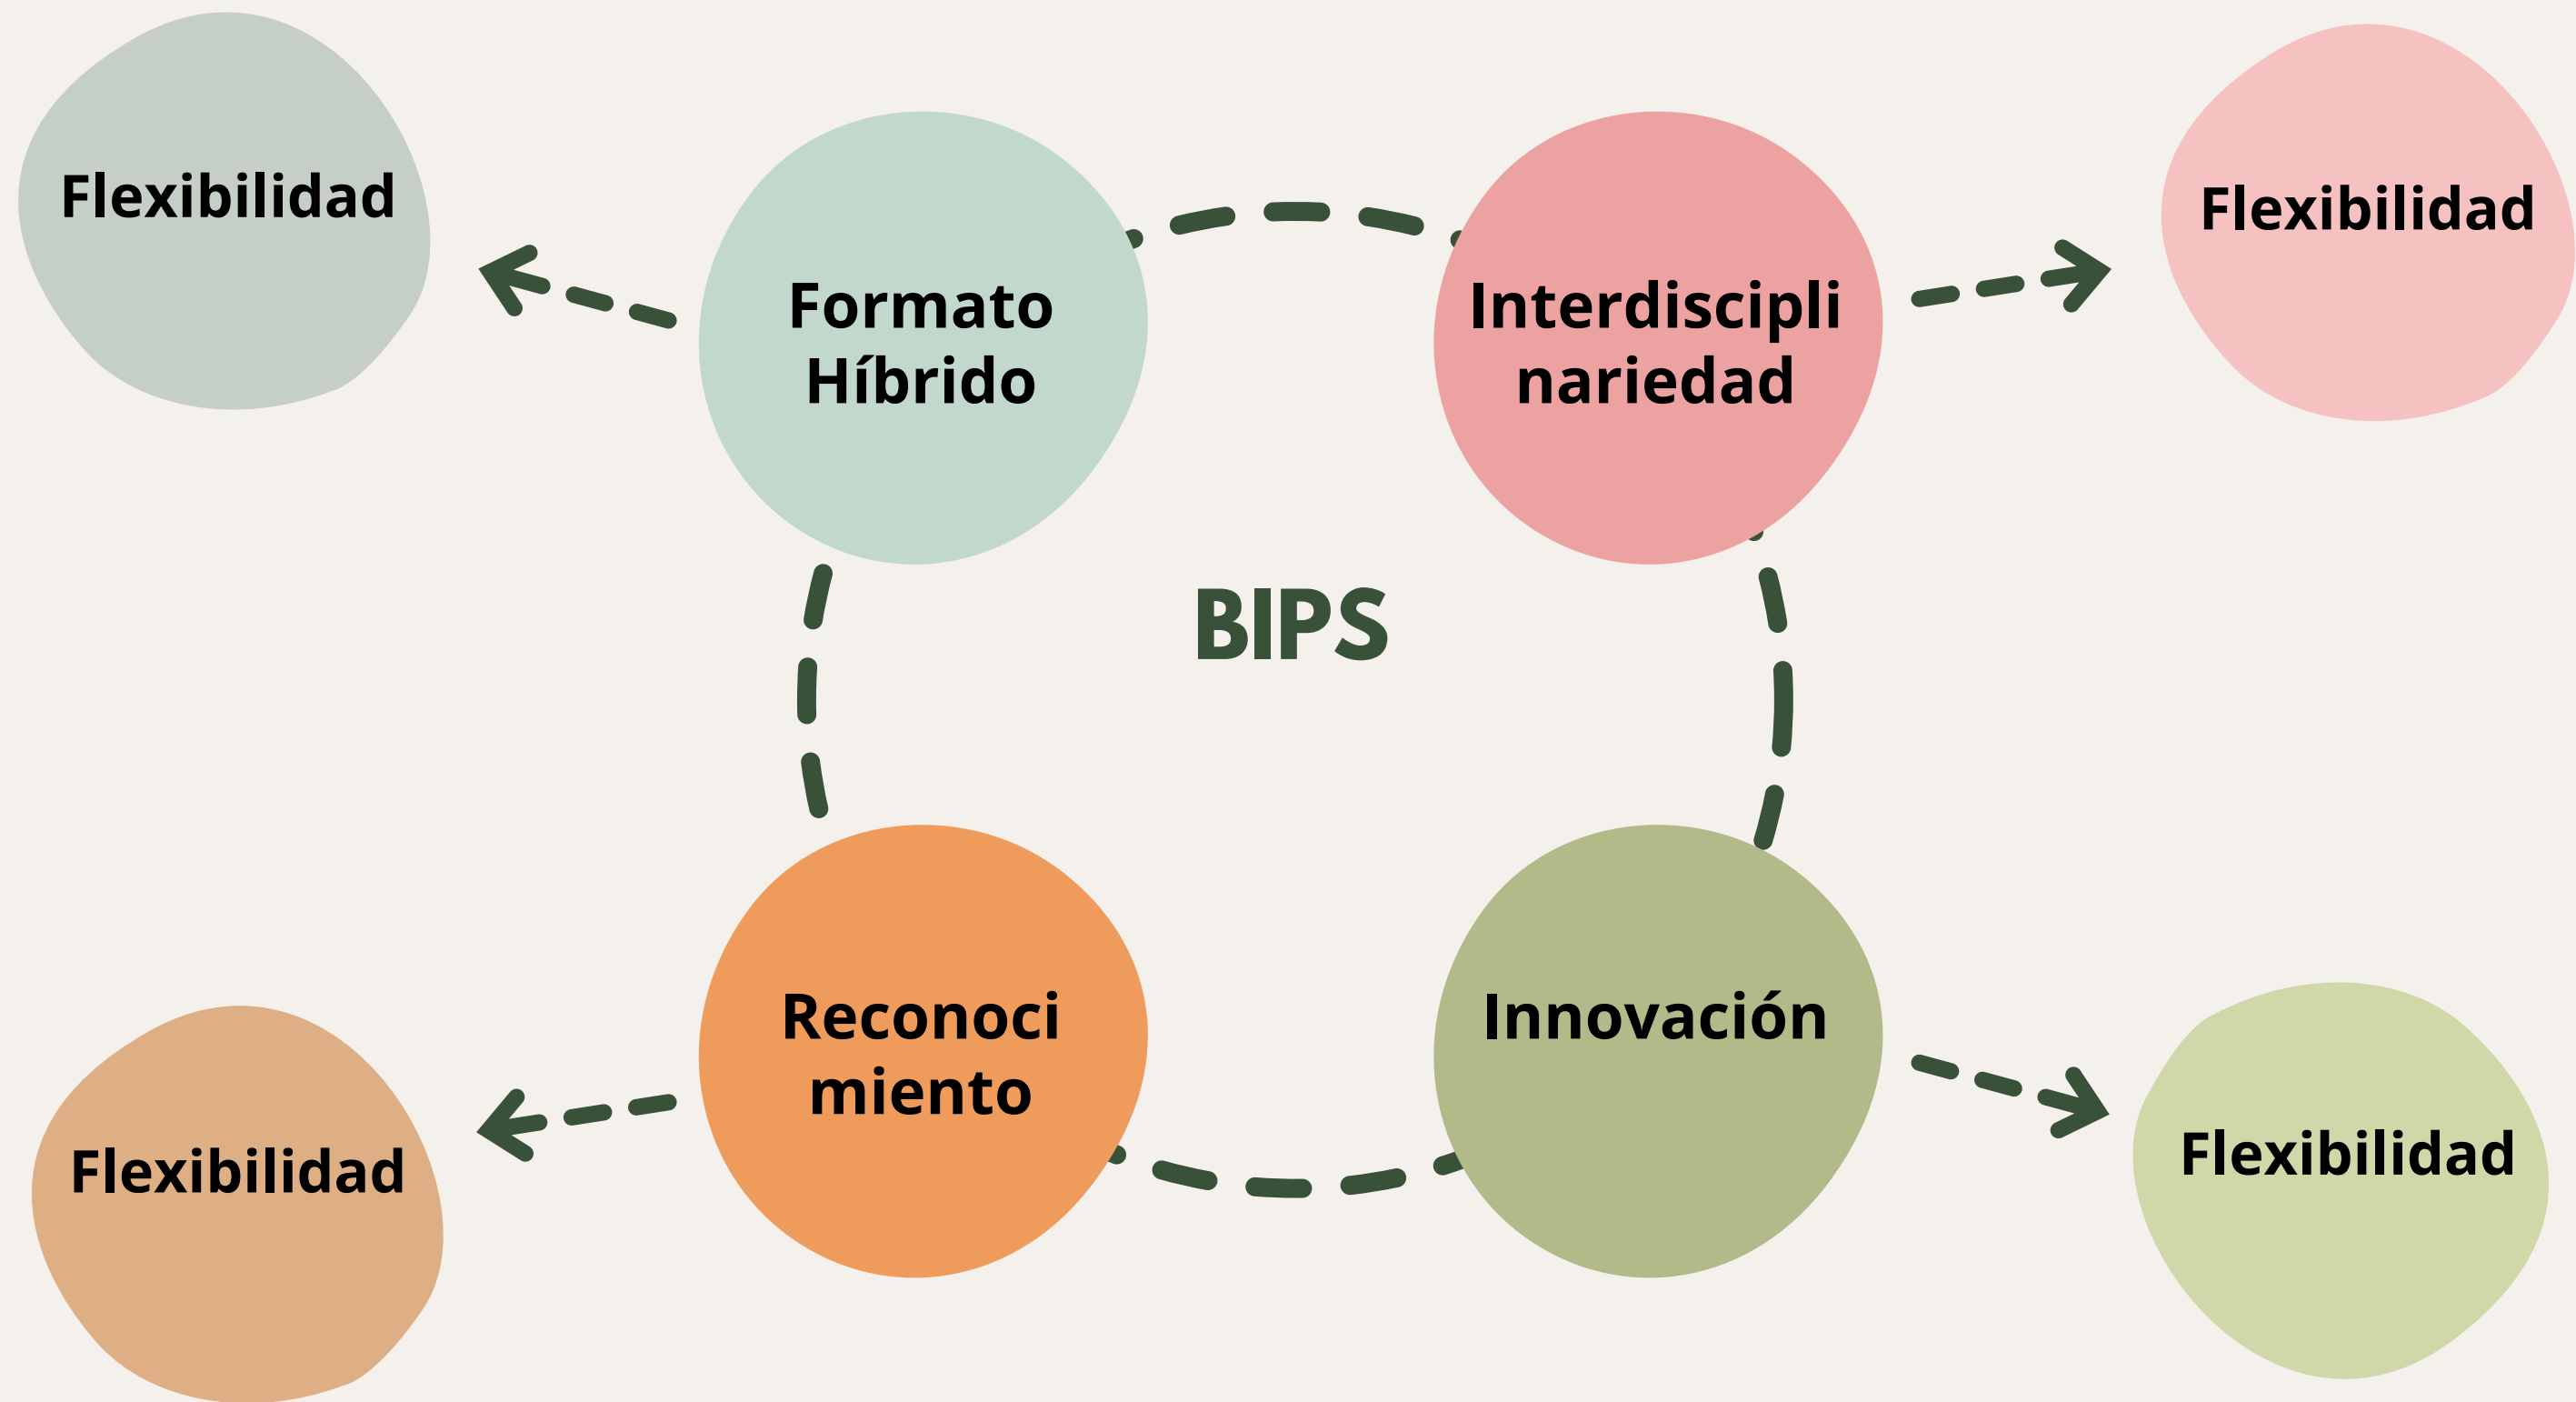 Flexibilidad
Formato
Híbrido
Interdiscipli
nariedad
Flexibilidad
BIPS
Reconoci
miento
Innovación
Flexibilidad
Flexibilidad